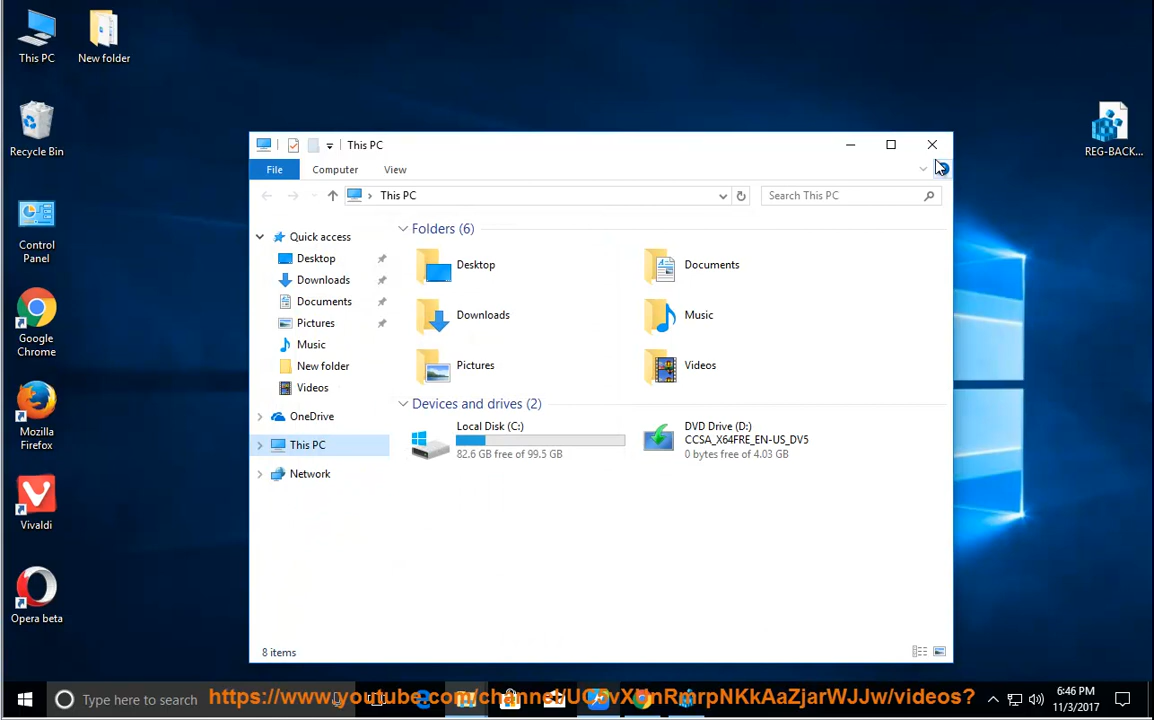 This PC
New folder
Recycle Bin
REG-BACK...
Control
Panel
Google
Chrome
Mozilla
Firefox
Vivaldi
Opera beta
This PC
File
Computer
View
This PC
Search This PC
Quick access
Desktop
Downloads
Documents
Pictures
Music
New folder
Videos
OneDrive
This PC
Network
Folders (6)
Desktop
Documents
Downloads
Music
Pictures
Videos
Devices and drives (2)
Local Disk (C:)
82.6 GB free of 99.5 GB
DVD Drive (D:)
CCSA_X64FRE_EN-US_DV5
0 bytes free of 4.03 GB
8 items
Type here to search
6:46 PM
11/3/2017